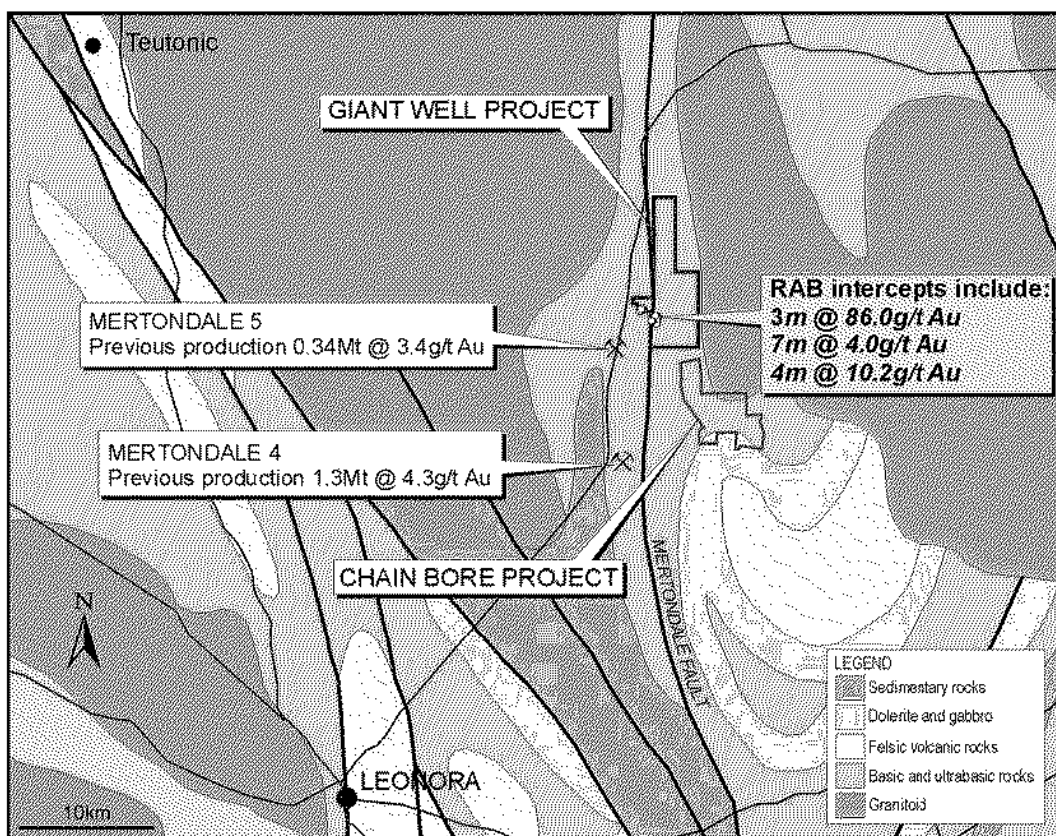 Teutonic
GIANT WELL PROJECT
RAB intercepts include:
3m @ 86.0g/t Au
7m @ 4.0g/t Au
4m @ 10.2g/t Au
MERTONDALE 5
Previous production 0.34Mt @ 3.4g/t Au
MERTONDALE 4
Previous production 1.3Mt @ 4.3g/t Au
CHAIN BORE PROJECT
MERTONDALE FAULT
N
LEGEND
Sedimentary rocks
Dolerite and gabbro
Felsic volcanic rocks
Basic and ultrabasic rocks
Granitoid
LEONORA
10km